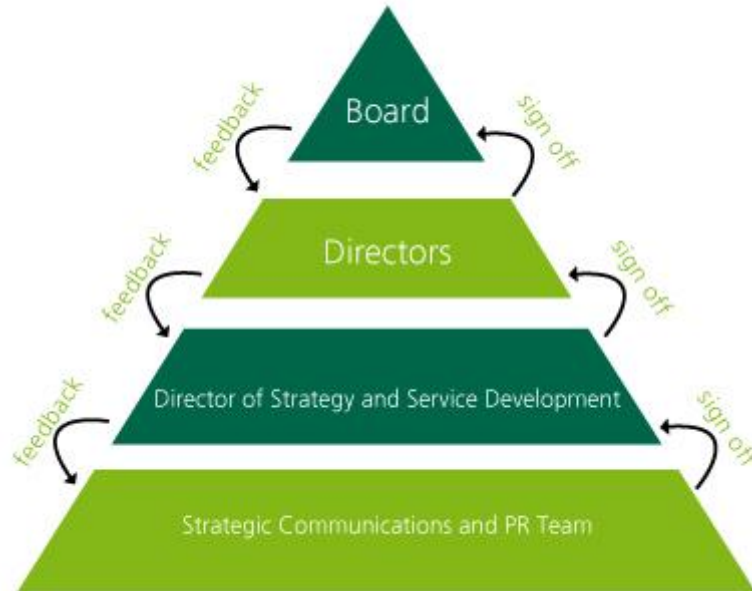 Board
feedback
sign off
Directors
feedback
sign off
Director of Strategy and Service Development
feedback
sign off
Strategic Communications and PR Team